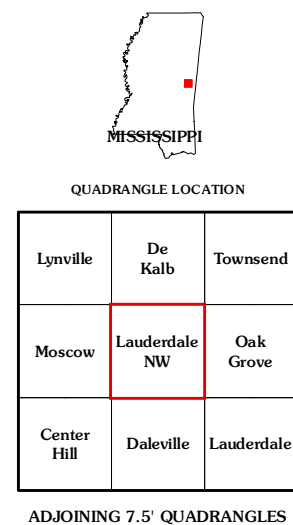 MISSISSIPPI
QUADRANGLE LOCATION
Lynville
De
Kalb
Townsend
Moscow
Lauderdale
NW
Oak
Grove
Center
Hill
Daleville
Lauderdale
ADJOINING 7.5' QUADRANGLES